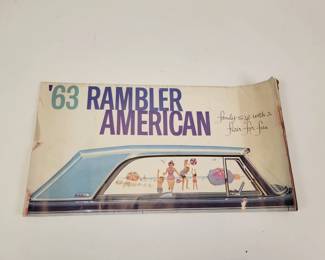 '63 RAMBLER
AMERICAN
family-size with a
flair-for-fun